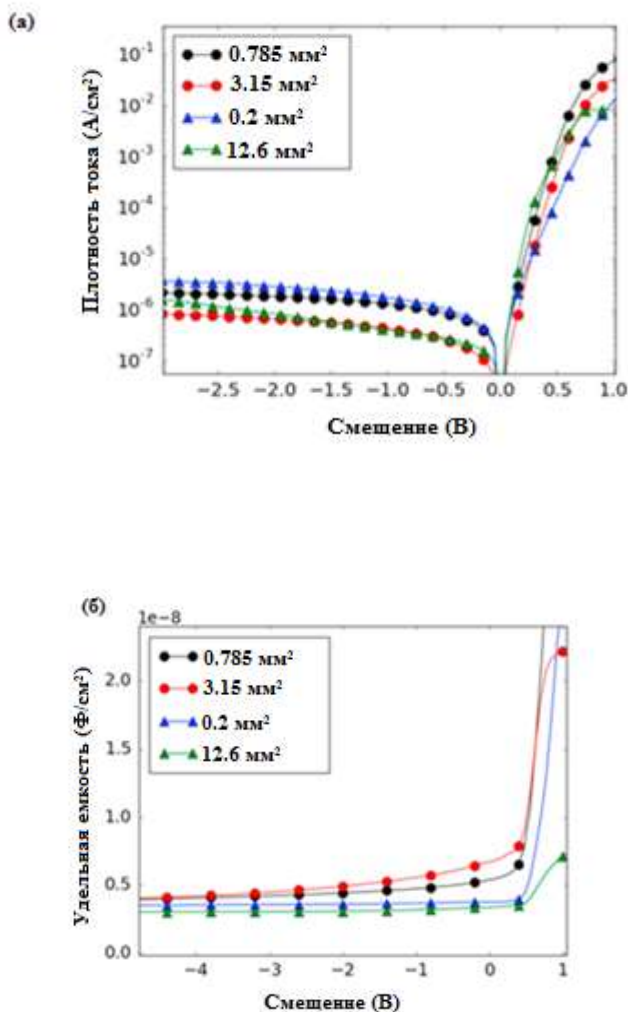 (а)
Плотность тока (А/см²)
10⁻¹
10⁻²
10⁻³
10⁻⁴
10⁻⁵
10⁻⁶
10⁻⁷
0.785 мм²
3.15 мм²
0.2 мм²
12.6 мм²
−2.5 −2.0 −1.5 −1.0 −0.5 0.0 0.5 1.0
Смещение (В)
(б)
1e−8
Удельная емкость (Ф/см²)
2.0
1.5
1.0
0.5
0.0
0.785 мм²
3.15 мм²
0.2 мм²
12.6 мм²
−4 −3 −2 −1 0 1
Смещение (В)